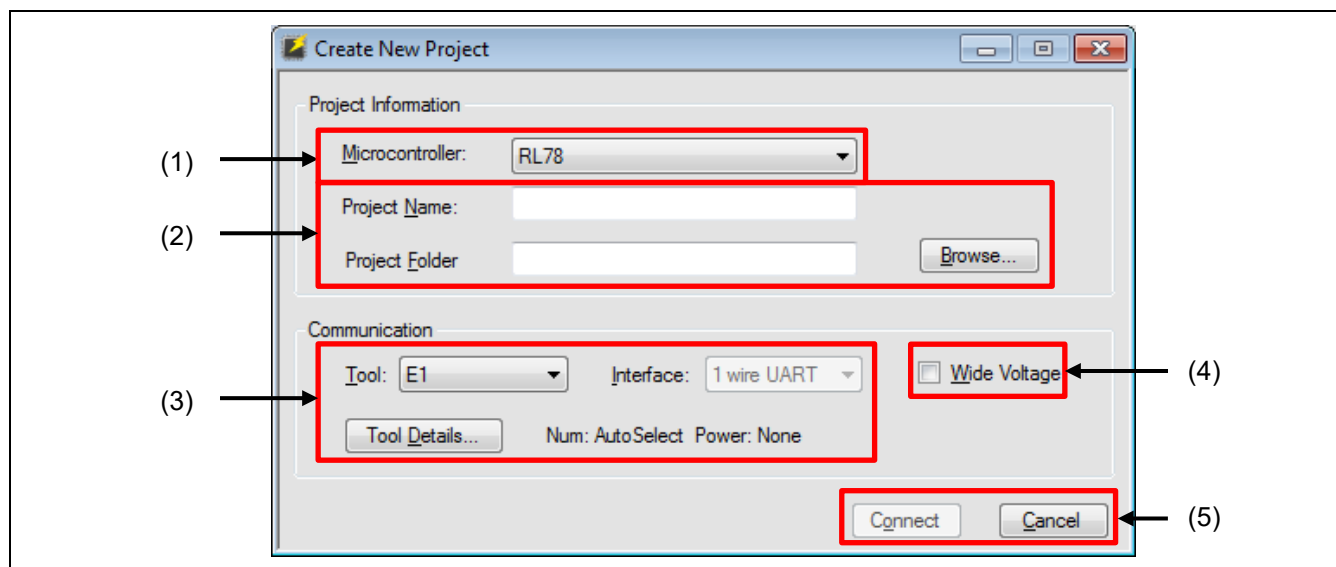 Create New Project
Project Information
(1)
Microcontroller: RL78
Project Name:
(2)
Project Folder Browse...
Communication
Tool: E1 Interface: 1 wire UART Wide Voltage (4)
(3)
Tool Details... Num: AutoSelect Power: None
Connect Cancel (5)